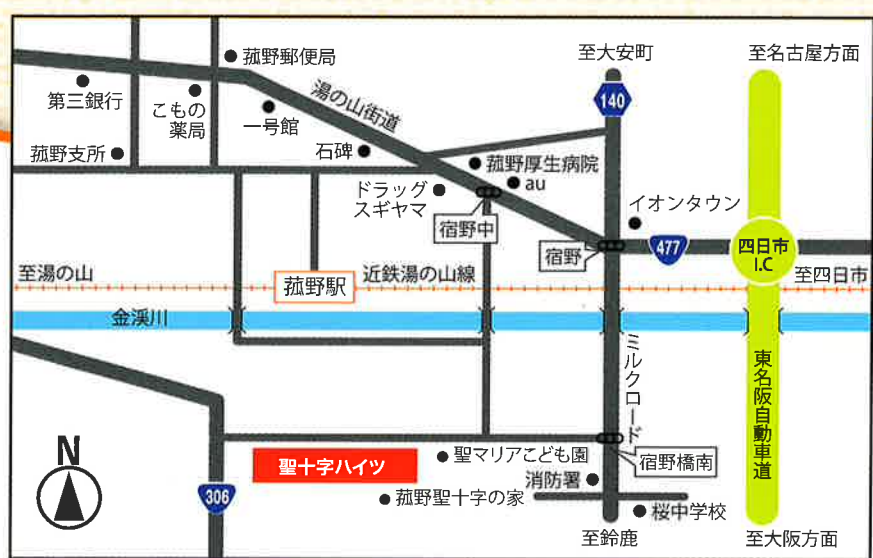 至大安町
至名古屋方面
菰野郵便局
第三銀行
こもの
薬局
一号館
湯の山街道
140
菰野支所
石碑
菰野厚生病院
au
ドラッグ
スギヤマ
宿野中
イオンタウン
宿野
477
四日市
I.C
至湯の山
菰野駅
近鉄湯の山線
至四日市
金渓川
ミルクロード
東名阪自動車道
聖十字ハイツ
聖マリアこども園
宿野橋南
N
306
菰野聖十字の家
消防署
桜中学校
至鈴鹿
至大阪方面